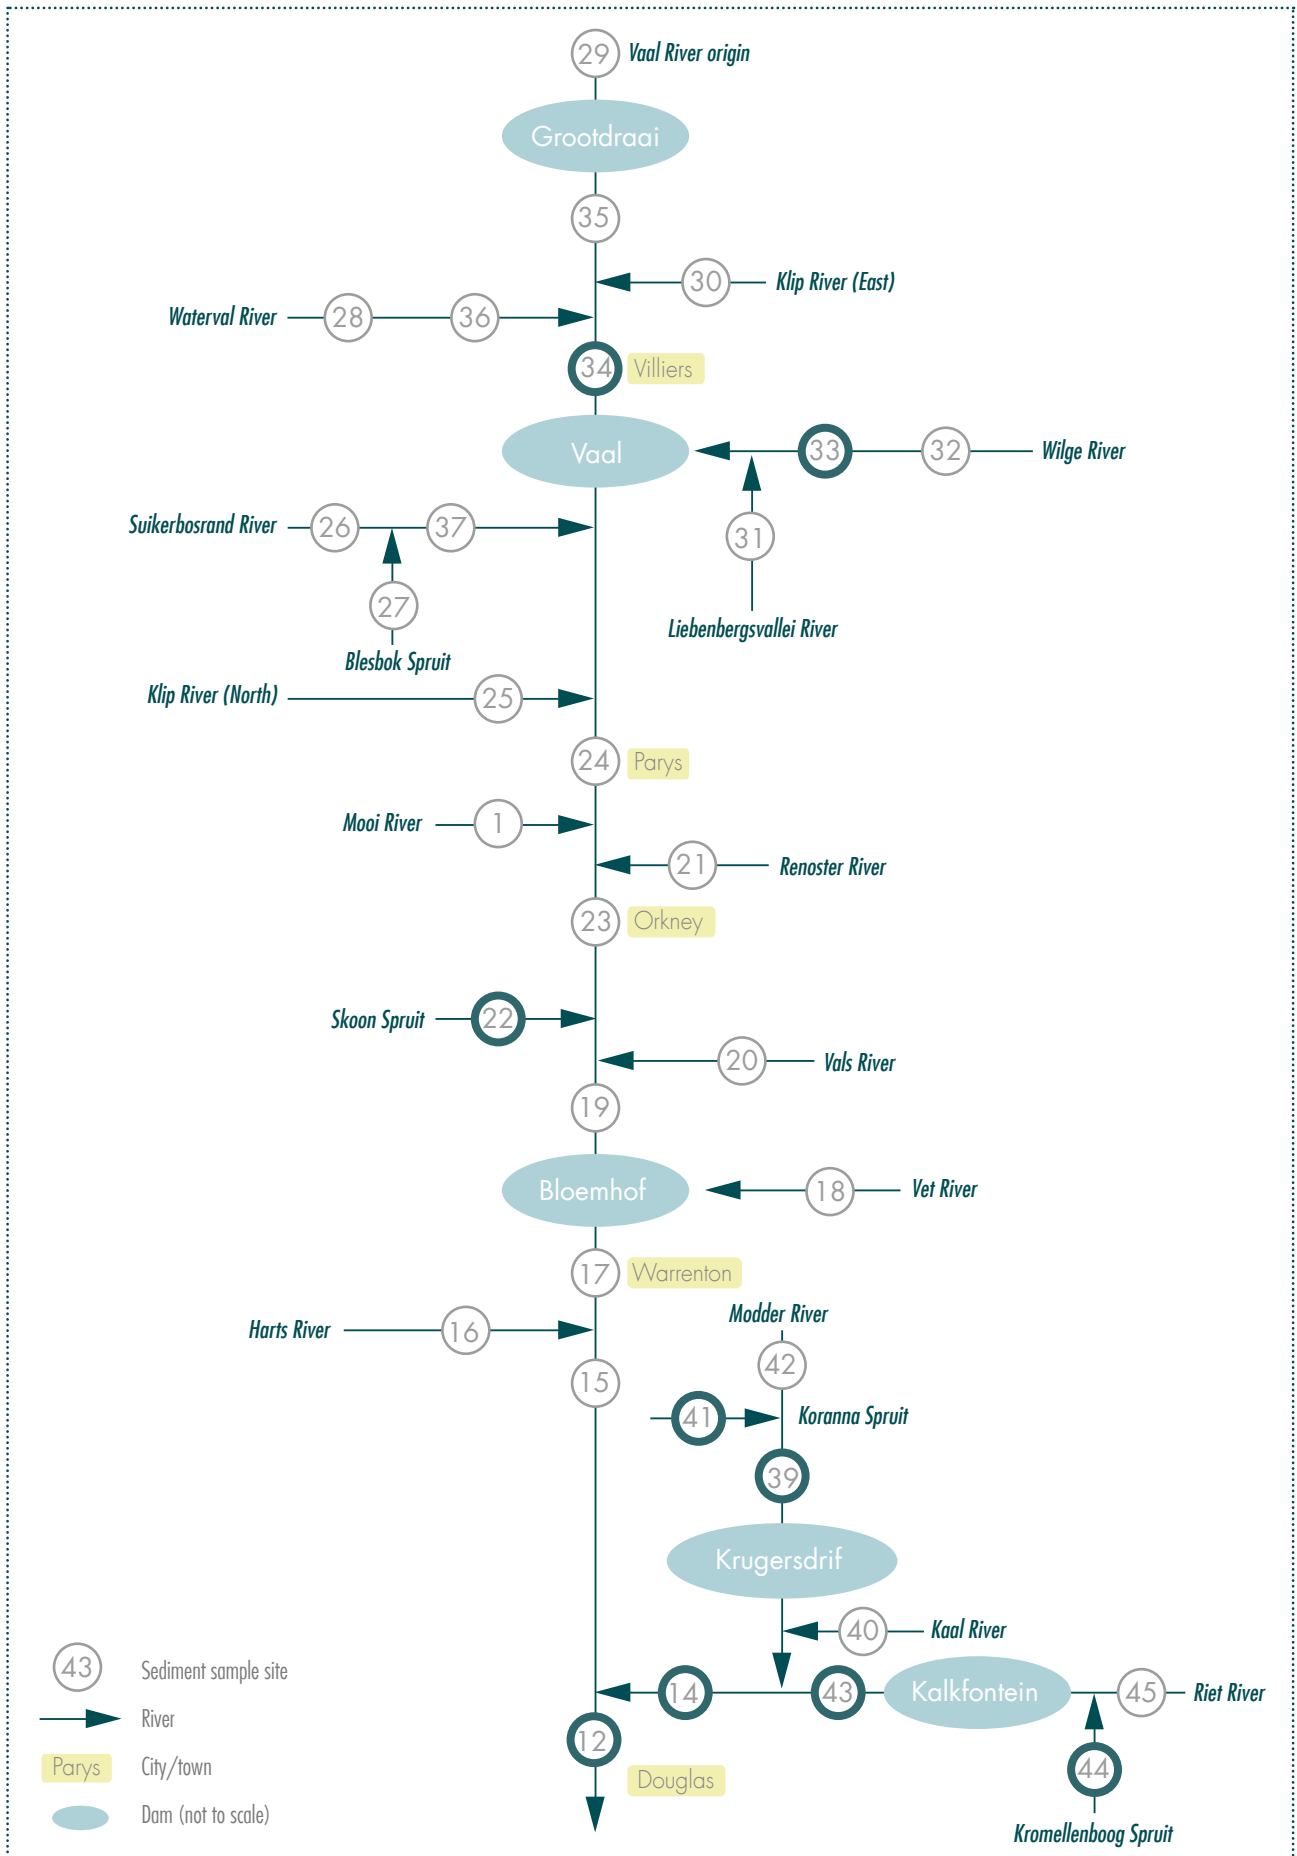 29 Vaal River origin
Grootdraai
35
30 Klip River (East)
Waterval River 28 36
34 Villiers
Vaal 33 32 Wilge River
Suikerbosrand River 26 37
31
27
Liebenbergsvallei River
Blesbok Spruit
Klip River (North) 25
24 Parys
Mooi River 1
21 Renoster River
23 Orkney
Skoon Spruit 22
20 Vals River
19
Bloemhof 18 Vet River
17 Warrenton
Modder River
Harts River 16
42
15
41 Koranna Spruit
39
Krugersdrif
40 Kaal River
43 Sediment sample site
14 43 Kalkfontein 45 Riet River
River
12
Parys City/town
44
Douglas
Dam (not to scale)
Kromellenboog Spruit